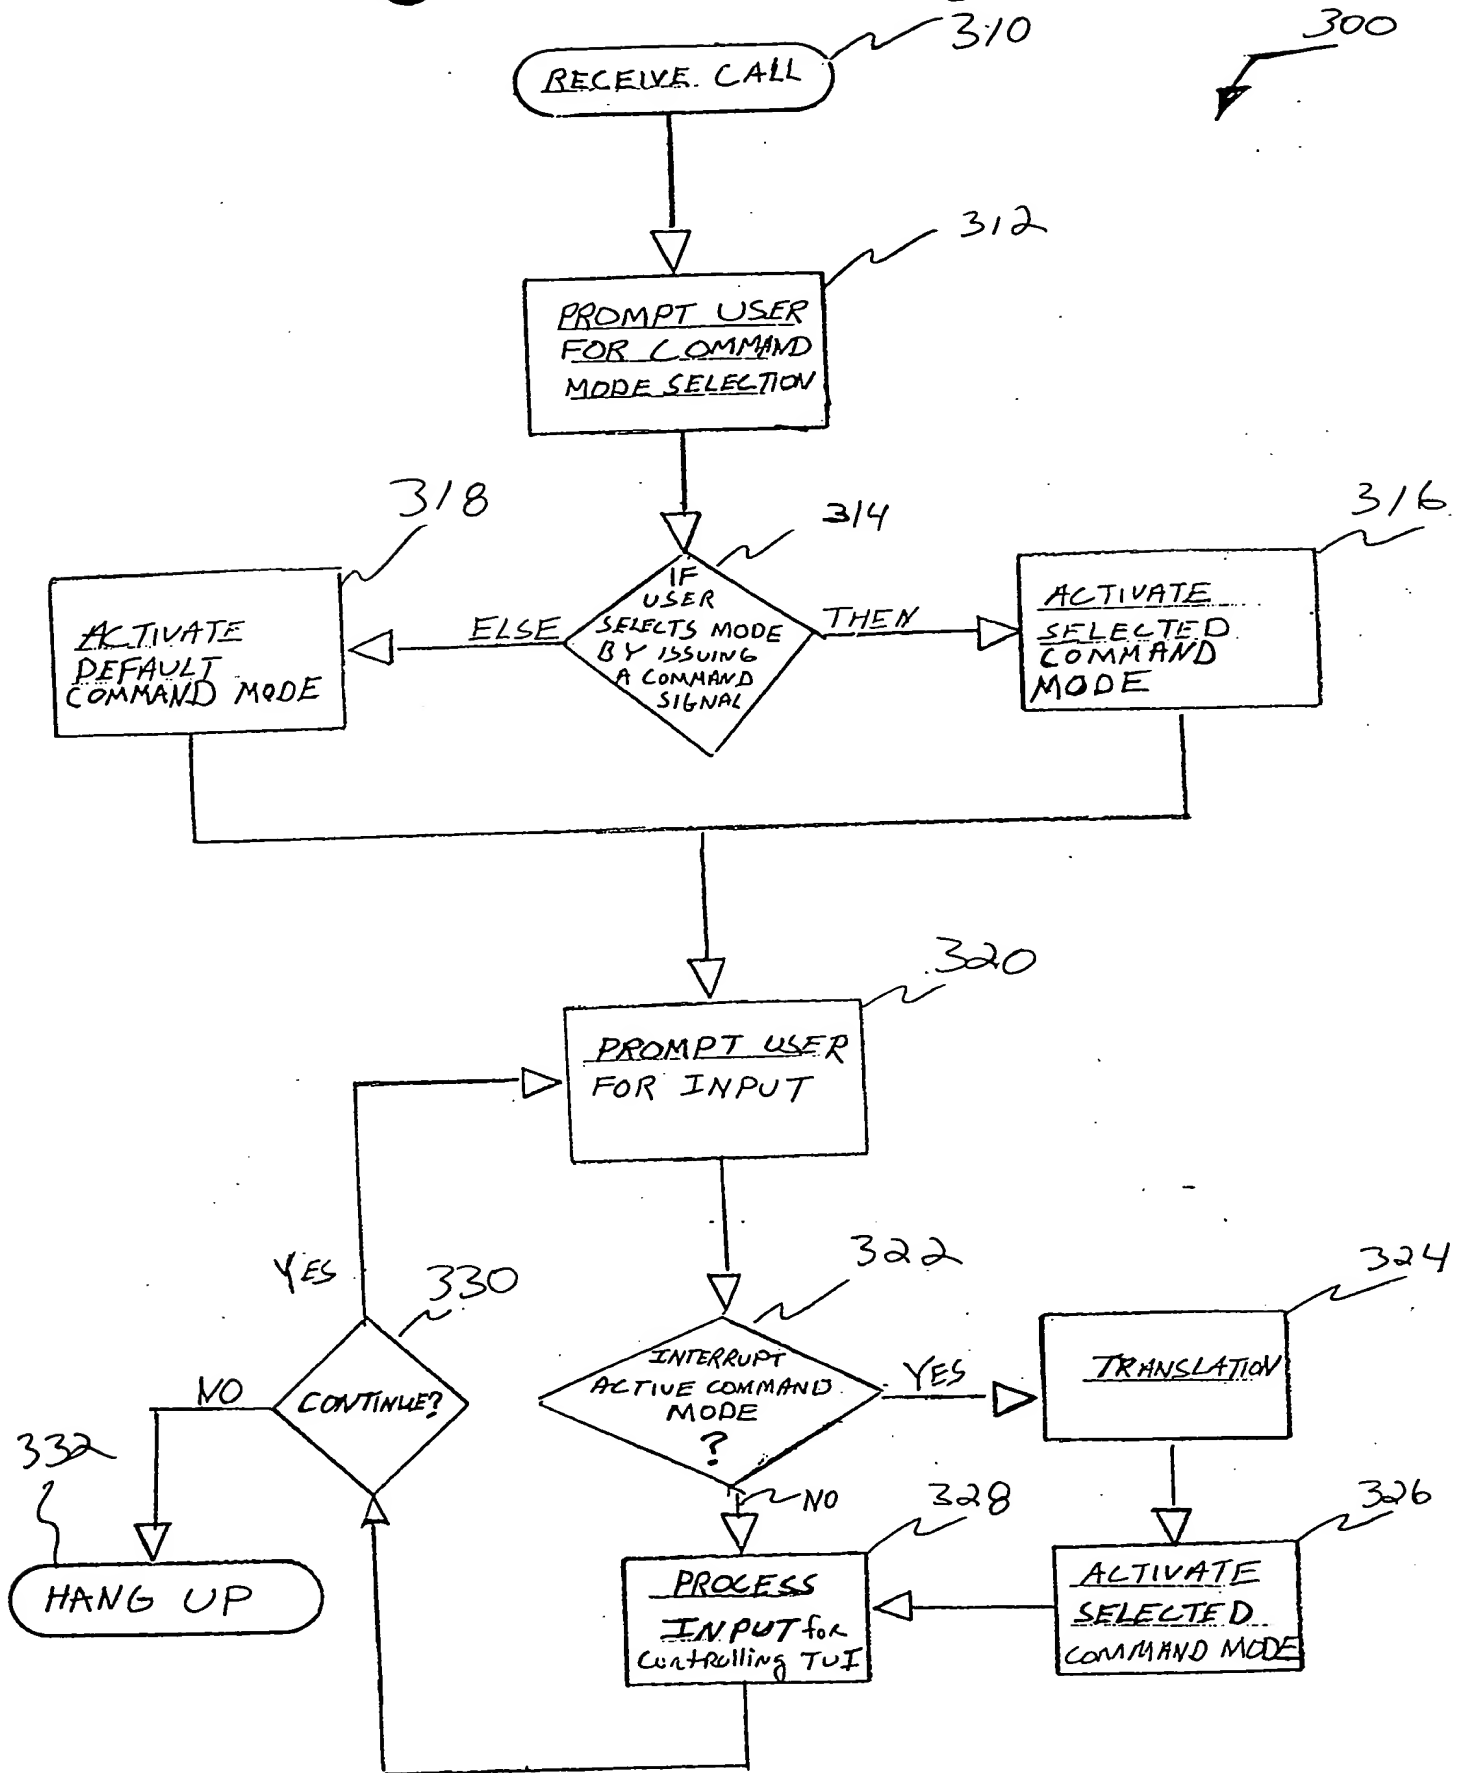 310
300
RECEIVE CALL
312
PROMPT USER
FOR COMMAND
MODE SELECTION
318
314
316
IF
USER
SELECTS MODE
BY ISSUING
A COMMAND
SIGNAL
ELSE
THEN
ACTIVATE
DEFAULT
COMMAND MODE
ACTIVATE
SELECTED
COMMAND
MODE
320
PROMPT USER
FOR INPUT
322
324
YES
330
INTERRUPT
ACTIVE COMMAND
MODE
?
YES
TRANSLATION
NO
CONTINUE?
332
NO
328
326
HANG UP
PROCESS
INPUT for
Controlling TUI
ACTIVATE
SELECTED
COMMAND MODE